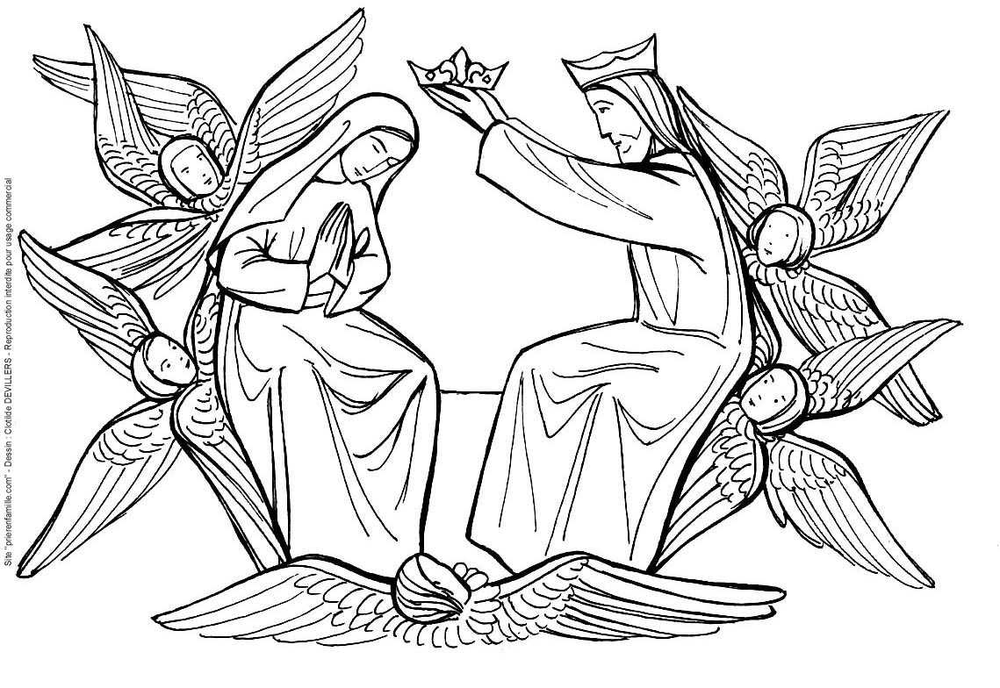 Site "prierenfamille.com" - Dessin : Clotilde DEVILLERS - Reproduction interdite pour usage commercial